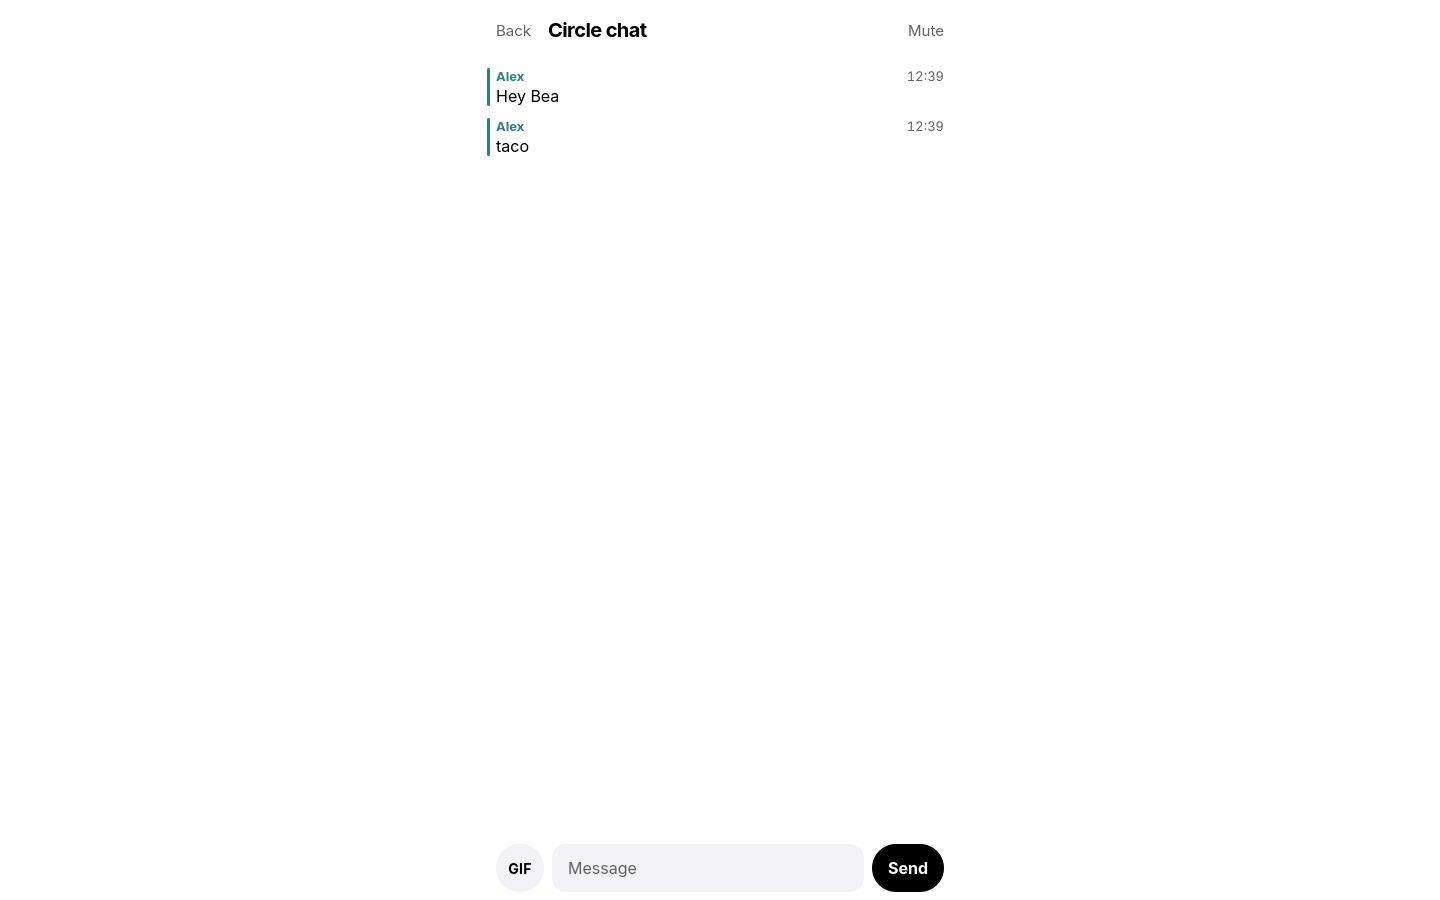 Back Circle chat Mute
Alex 12:39
Hey Bea
Alex 12:39
taco
GIF Message Send